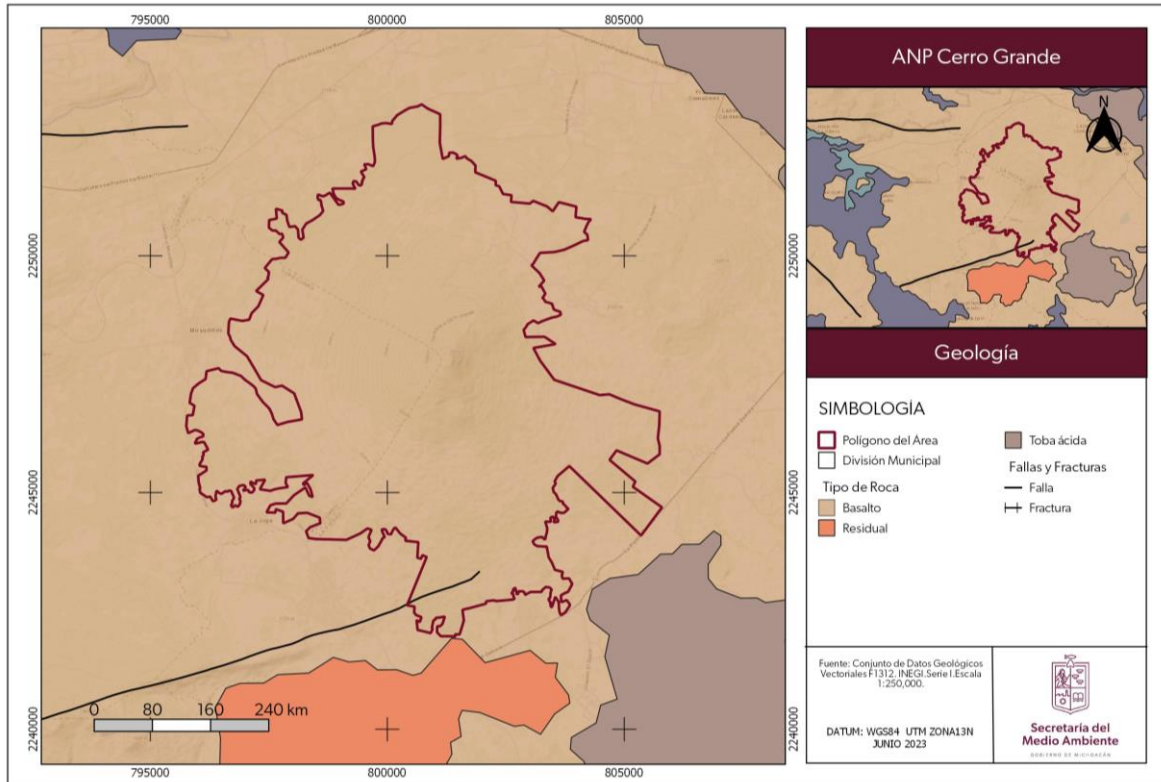 795000 800000 805000
2250000 2250000
2245000 2245000
2240000 2240000
0 80 160 240 km
795000 800000 805000
ANP Cerro Grande
N
Geología
SIMBOLOGÍA
Polígono del Area
División Municipal
Tipo de Roca
Basalto
Residual
Toba ácida
Fallas y Fracturas
Falla
Fractura
Fuente: Conjunto de Datos Geológicos
Vectoriales F1312. INEGI.Serie I.Escala
1:250,000.
DATUM: WGS84 UTM ZONA13N
JUNIO 2023
Secretaría del
Medio Ambiente
GOBIERNO DE MICHOACÁN